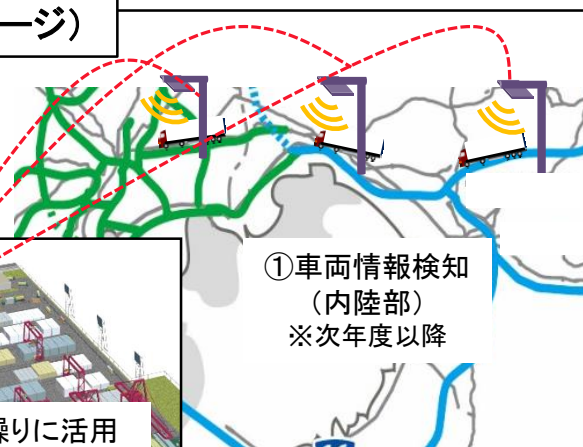 ージ）
①車両情報検知
（内陸部）
※次年度以降
繰りに活用